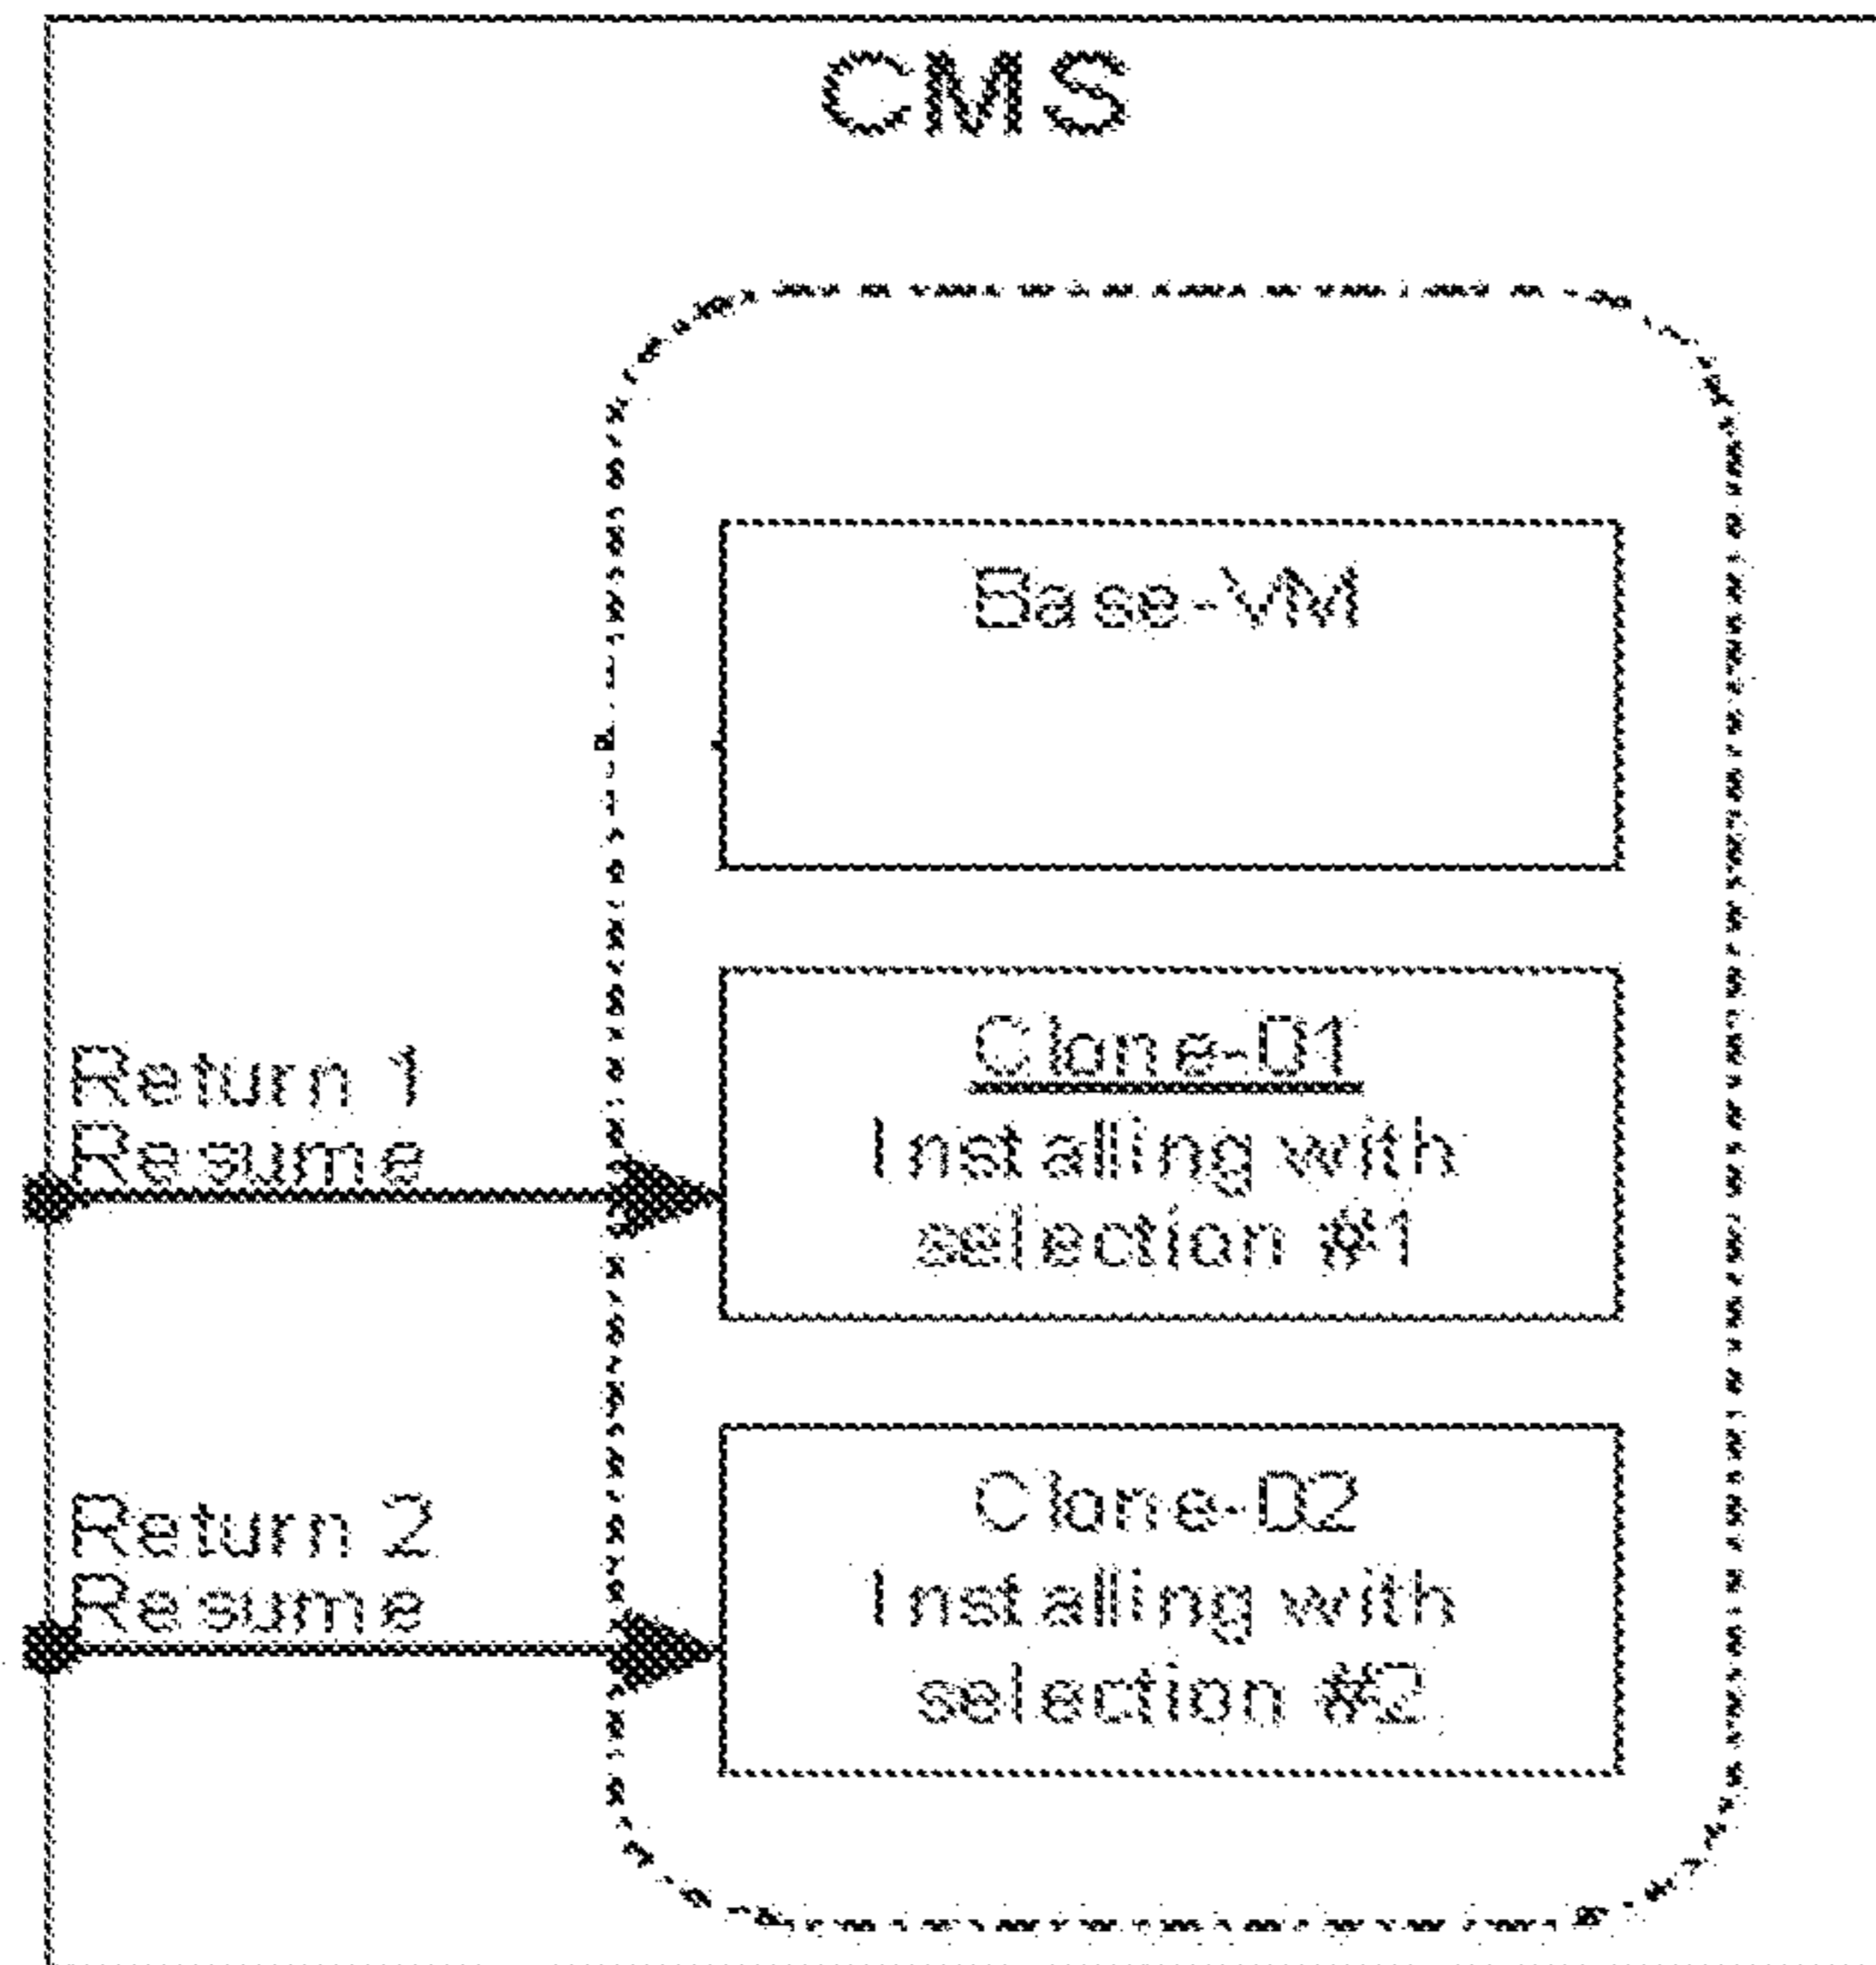 CMS
Base-VM
Return 1
Resume
Clone-01
Installing with
selection #1
Return 2
Resume
Clone-02
Installing with
selection #2